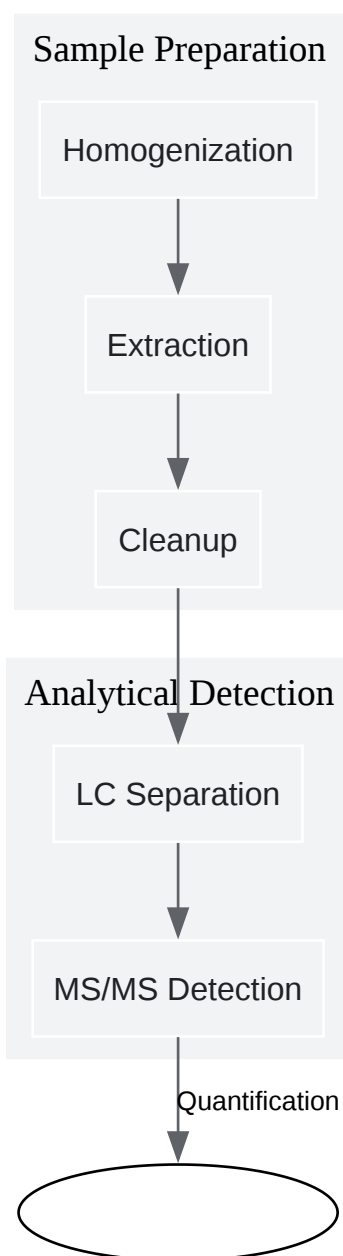 Sample Preparation
Homogenization
Extraction
Cleanup
Analytical Detection
LC Separation
MS/MS Detection
Quantification